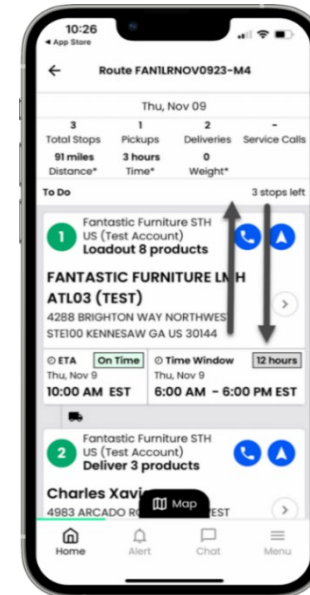 10:26
App Store
Route FAN1LRNOV0923-M4
Thu, Nov 09
3 1 2 -
Total Stops Pickups Deliveries Service Calls
91 miles 3 hours 0
Distance* Time* Weight*
To Do 3 stops left
1 Fantastic Furniture STH
US (Test Account)
Loadout 8 products
FANTASTIC FURNITURE
ATL03 (TEST)
4288 BRIGHTON WAY
STE100 KENNESAW GA US 30144
ETA On Time Time Window 12 hours
Thu, Nov 9 Thu, Nov 9
10:00 AM EST 6:00 AM - 6:00 PM EST
2 Fantastic Furniture STH
US (Test Account)
Deliver 3 products
Charles
4983 ARCADO
Map
Home Alert Chat Menu